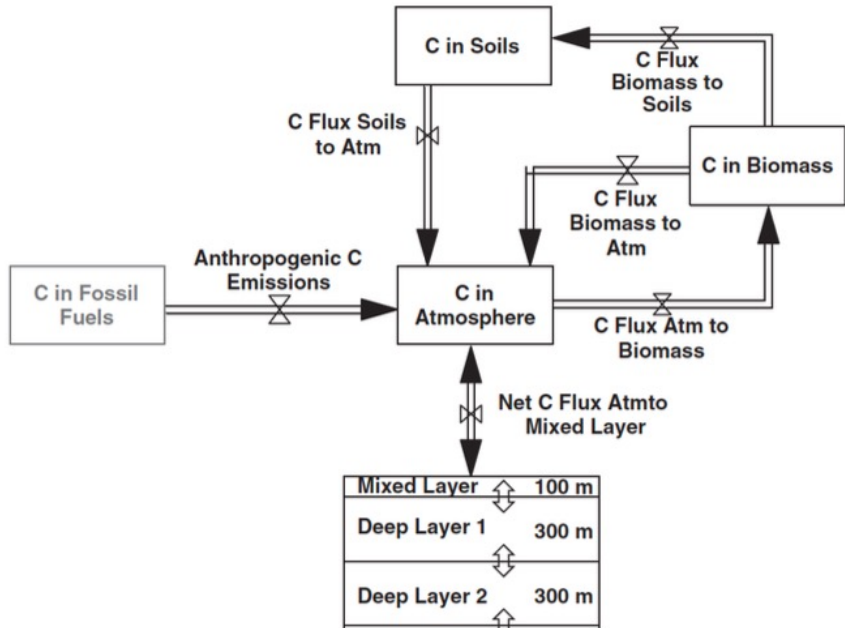 C in Soils
C Flux
Biomass to
Soils
C Flux Soils
to Atm
C in Biomass
C Flux
Biomass to
Atm
Anthropogenic C
Emissions
C in Fossil
Fuels
C in
Atmosphere
C Flux Atm to
Biomass
Net C Flux Atmto
Mixed Layer
Mixed Layer 100 m
Deep Layer 1 300 m
Deep Layer 2 300 m